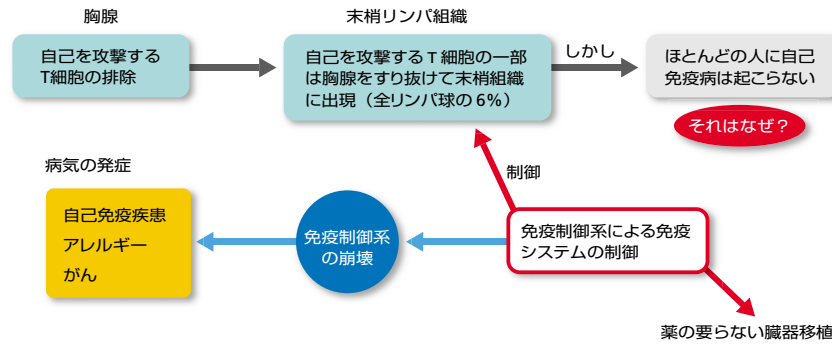 胸腺
自己を攻撃する
T細胞の排除
末梢リンパ組織
自己を攻撃するT細胞の一部
は胸腺をすり抜けて末梢組織
に出現（全リンパ球の6%）
しかし
ほとんどの人に自己
免疫病は起こらない
それはなぜ？
病気の発症
自己免疫疾患
アレルギー
がん
免疫制御系
の崩壊
制御
免疫制御系による免疫
システムの制御
薬の要らない臓器移植